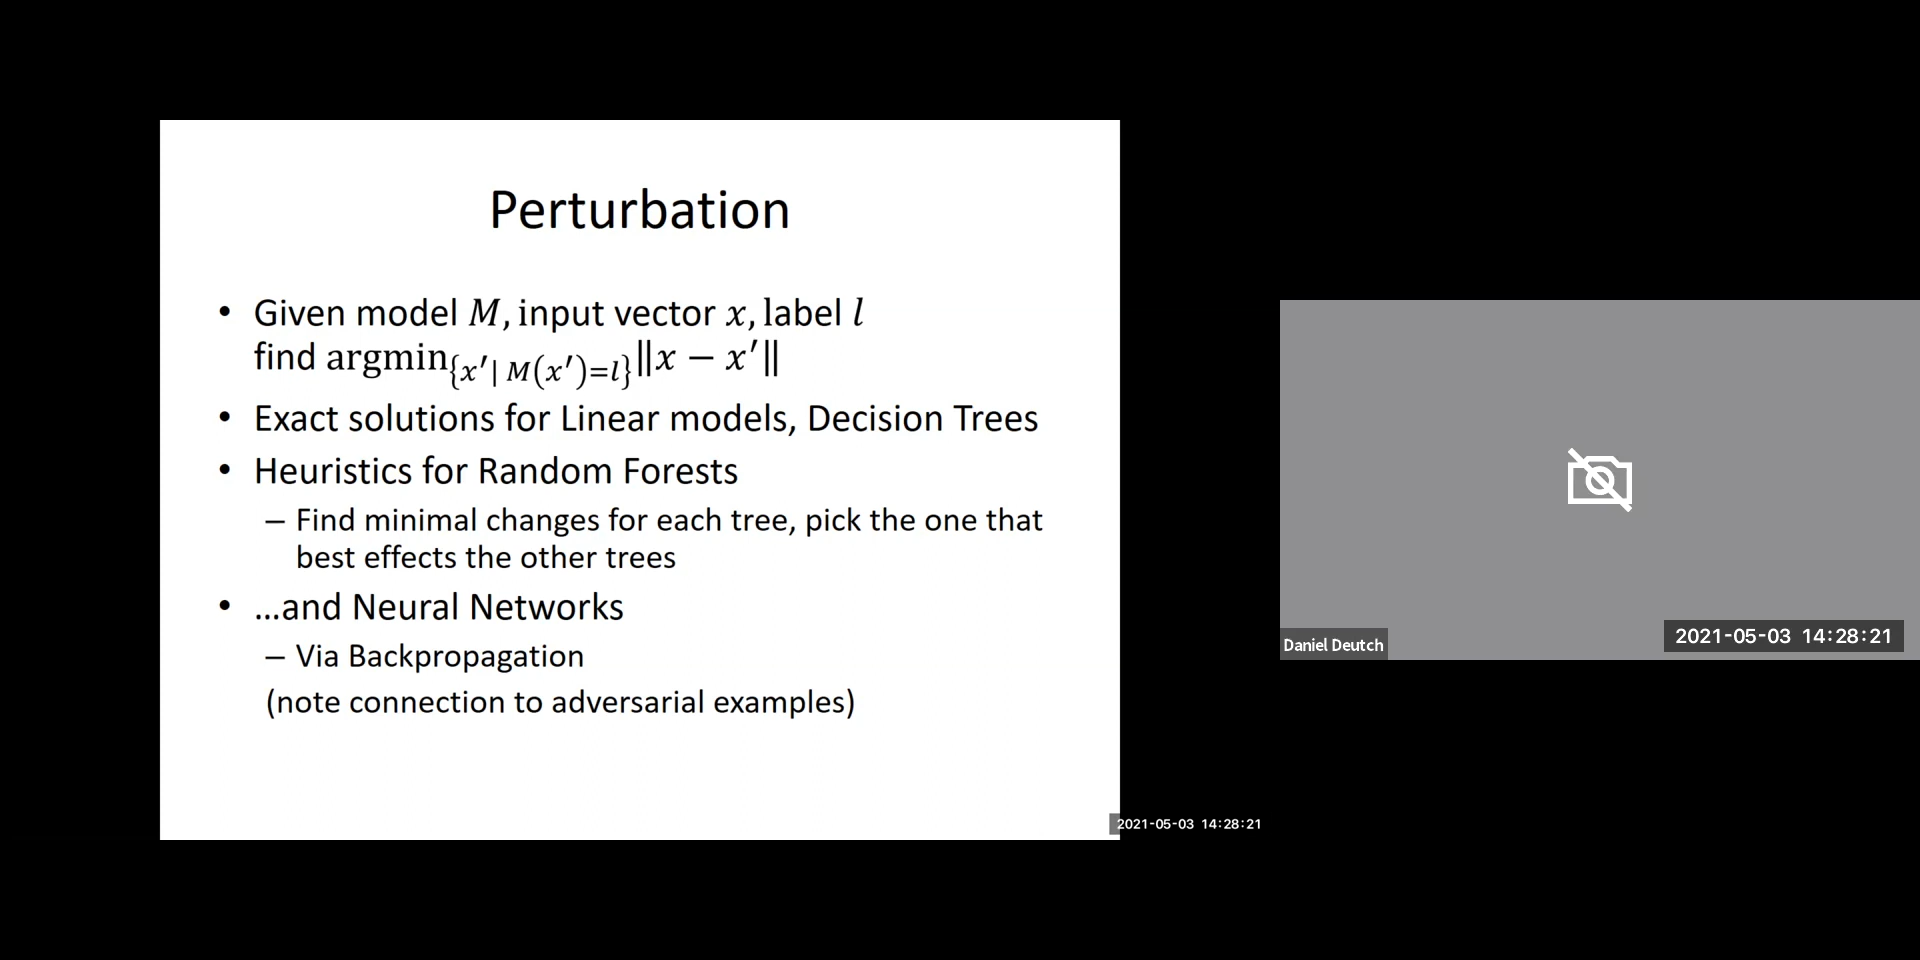 Perturbation
• Given model M, input vector x, label l
find argmin_{x′| M(x′)=l}‖x − x′‖
• Exact solutions for Linear models, Decision Trees
• Heuristics for Random Forests
– Find minimal changes for each tree, pick the one that
best effects the other trees
• …and Neural Networks
– Via Backpropagation
(note connection to adversarial examples)
2021-05-03 14:28:21
Daniel Deutch
2021-05-03 14:28:21